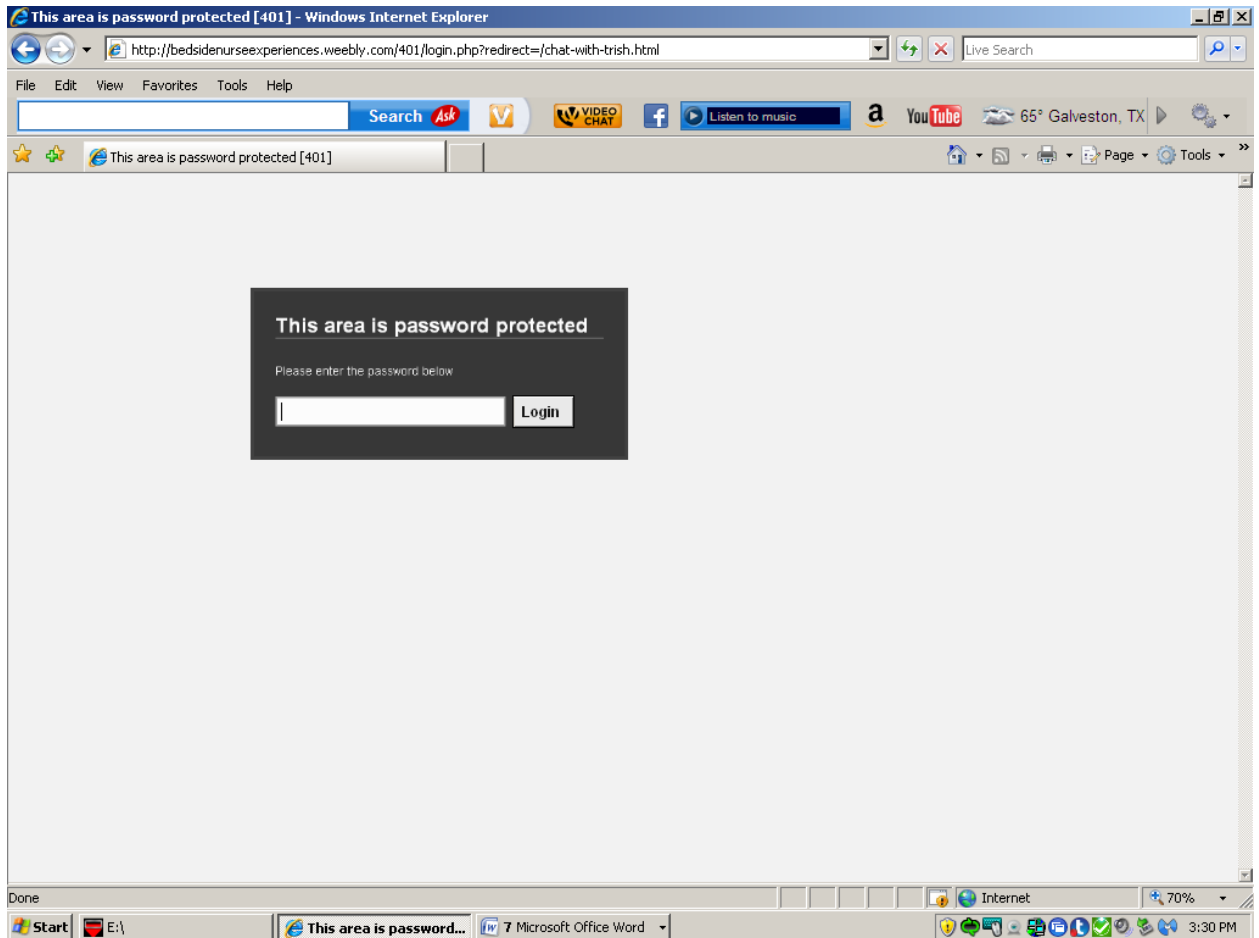 This area is password protected [401] - Windows Internet Explorer
http://bedsidenurseexperiences.weebly.com/401/login.php?redirect=/chat-with-trish.html
Live Search
File Edit View Favorites Tools Help
Search Ask V VIDEO CHAT f Listen to music a YouTube 65° Galveston, TX
This area is password protected [401]
Page Tools
This area is password protected
Please enter the password below
Login
Done Internet 70%
Start E:\ This area is password... 7 Microsoft Office Word 3:30 PM